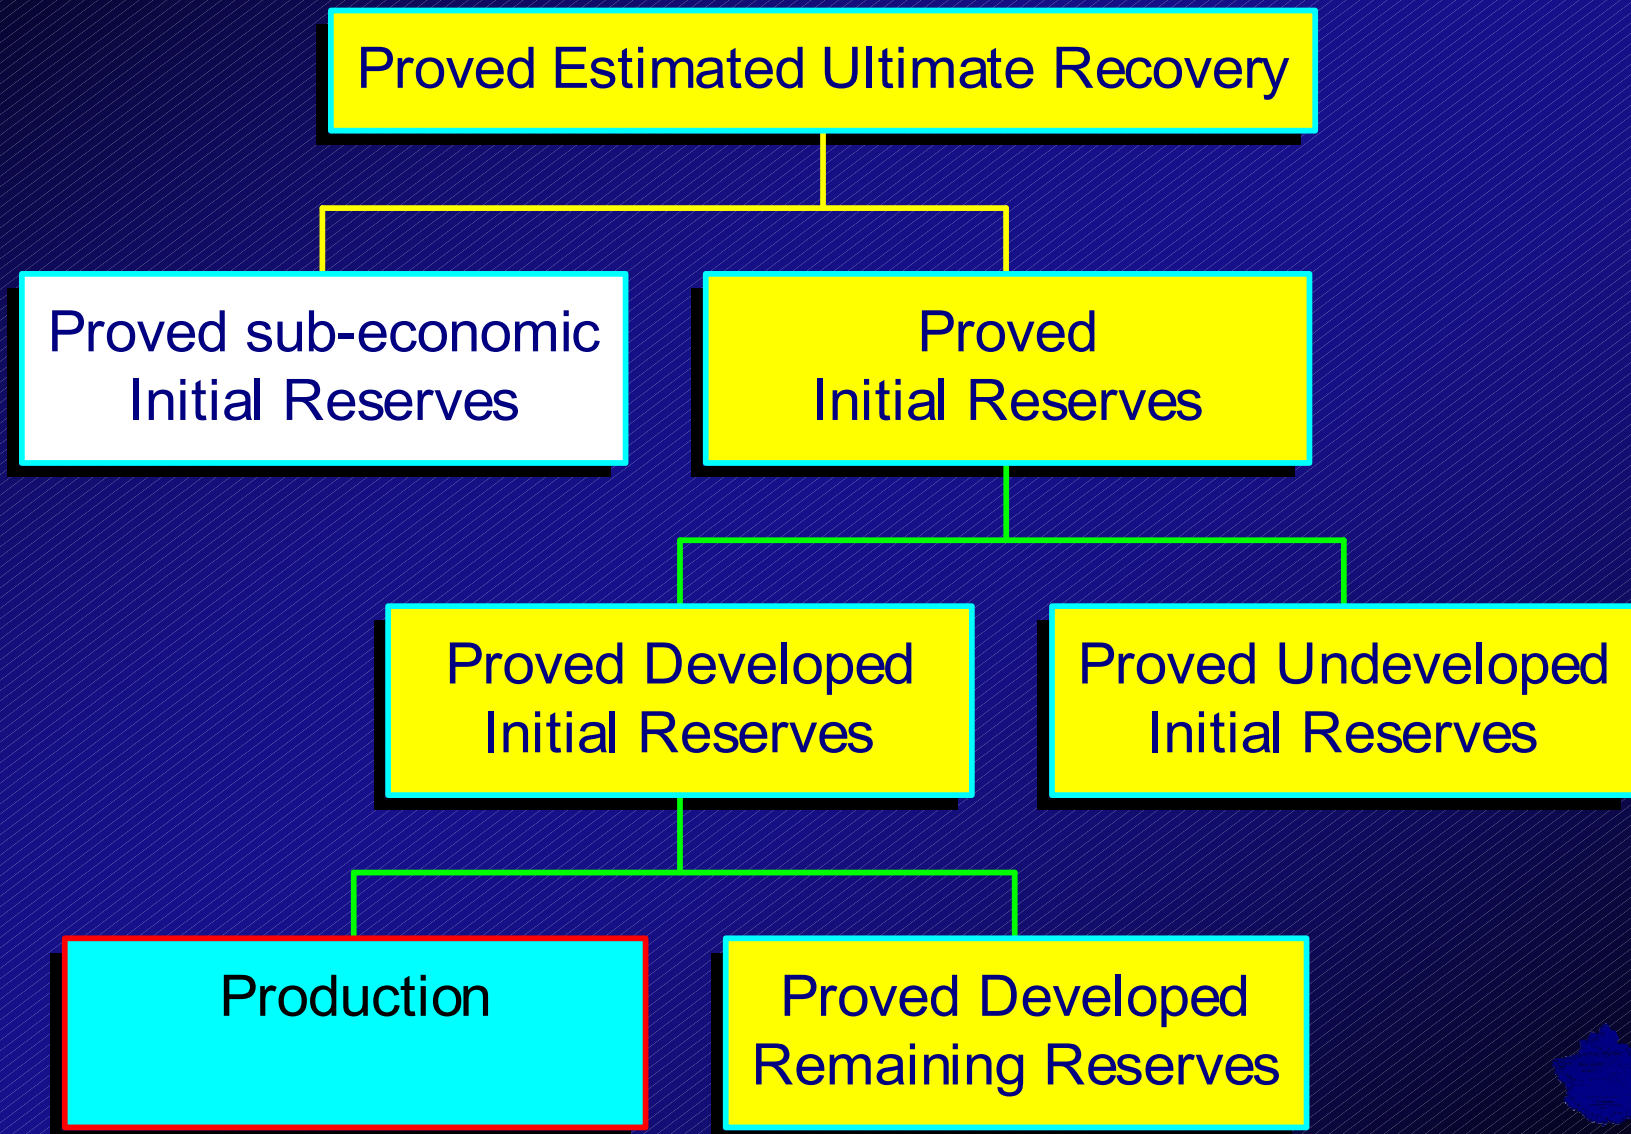 Proved Estimated Ultimate Recovery
Proved sub-economic
Initial Reserves
Proved
Initial Reserves
Proved Developed
Initial Reserves
Proved Undeveloped
Initial Reserves
Production
Proved Developed
Remaining Reserves